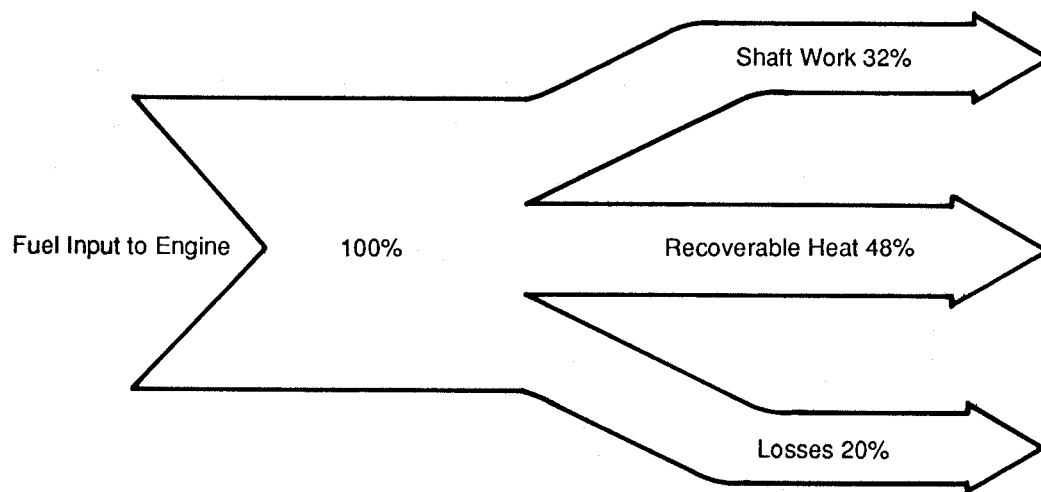 Shaft Work 32%
Fuel Input to Engine
100%
Recoverable Heat 48%
Losses 20%